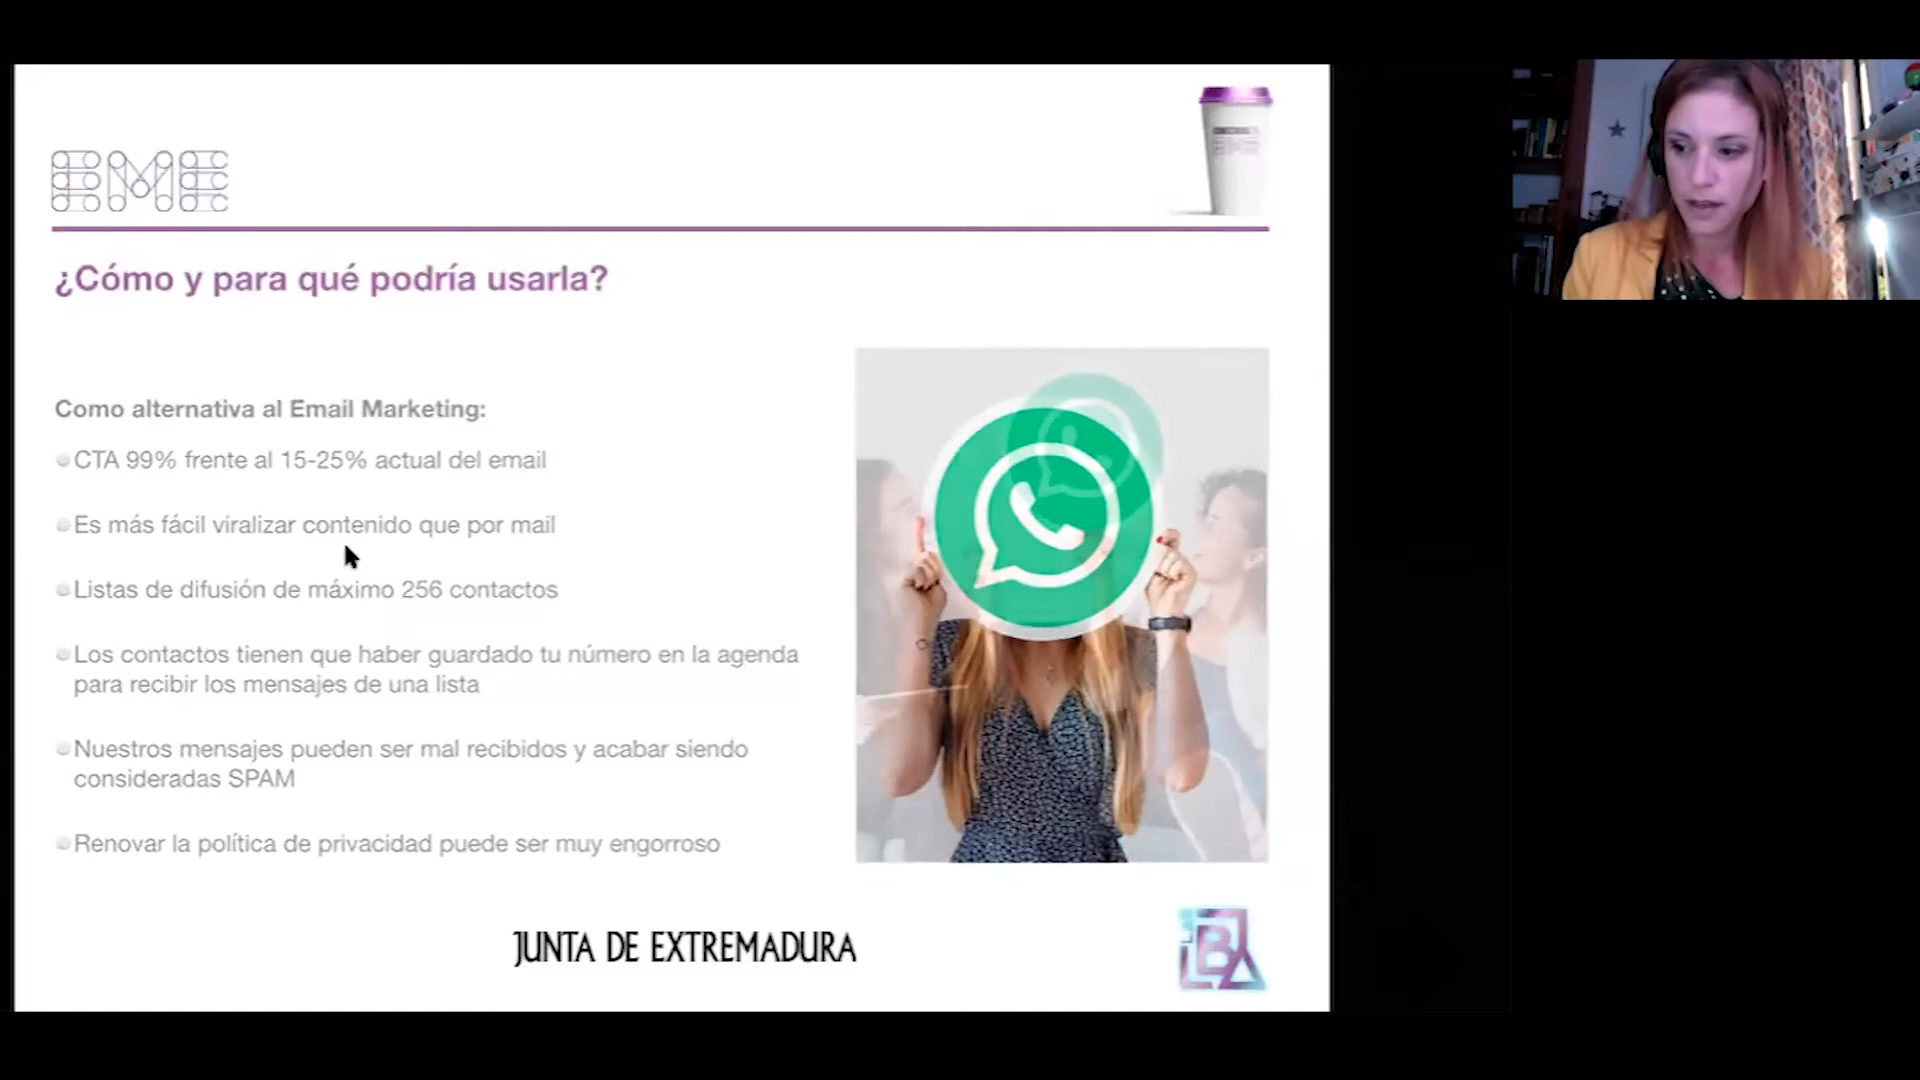 EME
¿Cómo y para qué podría usarla?
Como alternativa al Email Marketing:
CTA 99% frente al 15-25% actual del email
Es más fácil viralizar contenido que por mail
Listas de difusión de máximo 256 contactos
Los contactos tienen que haber guardado tu número en la agenda
para recibir los mensajes de una lista
Nuestros mensajes pueden ser mal recibidos y acabar siendo
consideradas SPAM
Renovar la política de privacidad puede ser muy engorroso
JUNTA DE EXTREMADURA